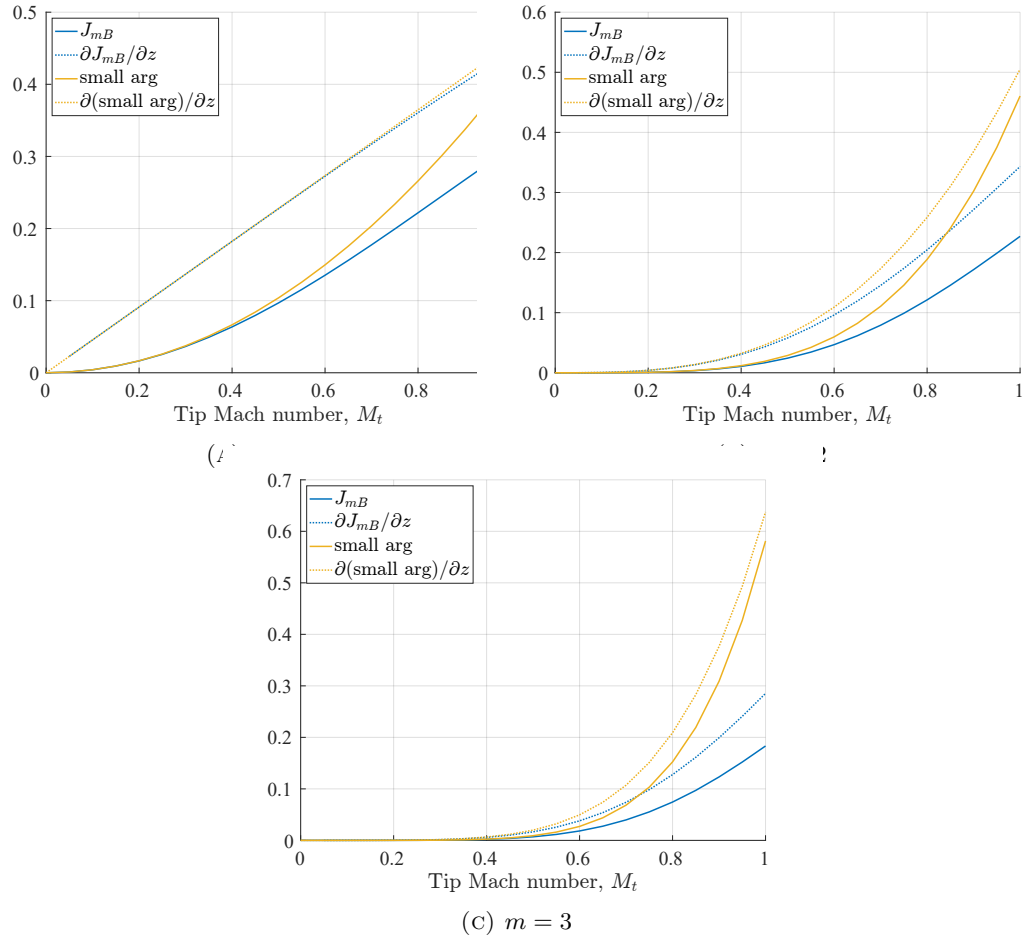 0.5
0.4
0.3
0.2
0.1
0
J_{mB}
∂J_{mB}/∂z
small arg
∂(small arg)/∂z
0 0.2 0.4 0.6 0.8
Tip Mach number, M_t
0.6
0.5
0.4
0.3
0.2
0.1
0
J_{mB}
∂J_{mB}/∂z
small arg
∂(small arg)/∂z
0 0.2 0.4 0.6 0.8 1
Tip Mach number, M_t
0.7
0.6
0.5
0.4
0.3
0.2
0.1
0
J_{mB}
∂J_{mB}/∂z
small arg
∂(small arg)/∂z
0 0.2 0.4 0.6 0.8 1
Tip Mach number, M_t
(C) m = 3